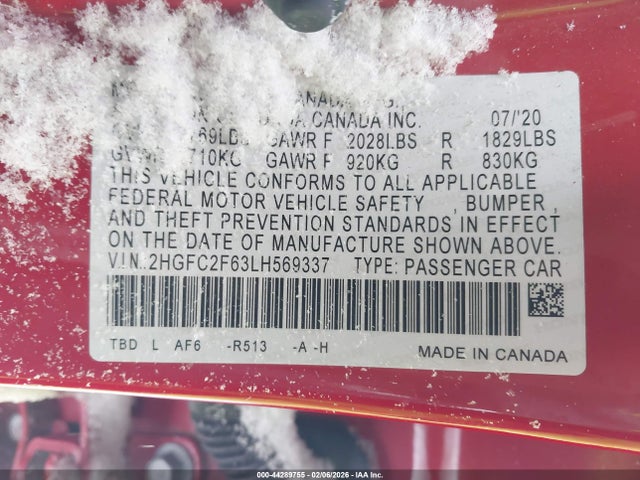 CANADA
CANADA INC. 07/'20
GAWR F 2028LBS R 1829LBS
GAWR F 920KG R 830KG
THIS VEHICLE CONFORMS TO ALL APPLICABLE
FEDERAL MOTOR VEHICLE SAFETY , BUMPER ,
AND THEFT PREVENTION STANDARDS IN EFFECT
ON THE DATE OF MANUFACTURE SHOWN ABOVE.
VIN.:2HGFC2F63LH569337 TYPE: PASSENGER CAR
TBD L AF6 -R513 -A -H MADE IN CANADA
000-44289755 - 02/06/2026 - IAA Inc.